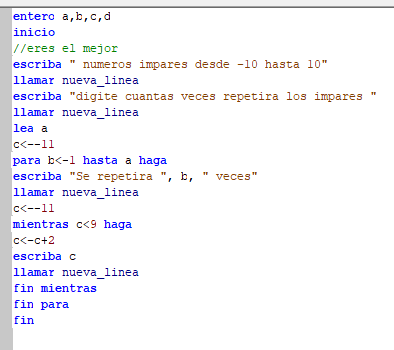 entero a,b,c,d
inicio
//eres el mejor
escriba " numeros impares desde -10 hasta 10"
llamar nueva_linea
escriba "digite cuantas veces repetira los impares "
llamar nueva_linea
lea a
c<--11
para b<-1 hasta a haga
escriba "Se repetira ", b, " veces"
llamar nueva_linea
c<--11
mientras c<9 haga
c<-c+2
escriba c
llamar nueva_linea
fin mientras
fin para
fin